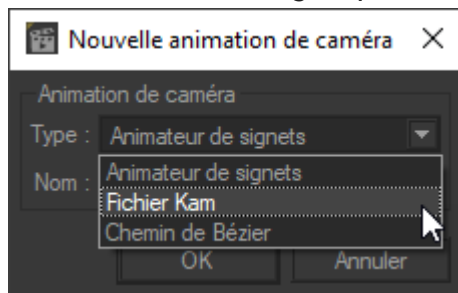 Nouvelle animation de caméra
Animation de caméra
Type : Animateur de signets
Nom :
Animateur de signets
Fichier Kam
Chemin de Bézier
OK Annuler